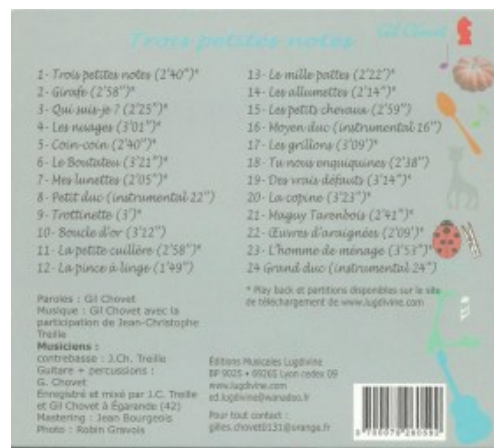 Trois petites notes
Gil Chovet
1- Trois petites notes (2'40")*
2- Girafe (2'58")*
3- Qui suis-je ? (2'25")*
4- Les nuages (3'01")*
5- Coin-coin (2'40")*
6- Le Boutateu (3'21")*
7- Mes lunettes (2'05")*
8- Petit duc (instrumental 22")
9- Trottinette (3')*
10- Boucle d'or (3'12")
11- La petite cuillère (2'58")*
12- La pince à linge (1'49")
13- Le mille pattes (2'22")*
14- Les allumettes (2'14")*
15- Les petits chevaux (2'59")
16- Moyen duc (instrumental 16")
17- Les grillons (3'09')*
18- Tu nous enquiquines (2'38")
19- Des vrais défauts (3'14")*
20- La copine (3'23")*
21- Maguy Tarenbois (2'41")*
22- Œuvres d'araignées (2'09')*
23- L'homme de ménage (3'53")*
24 Grand duc (instrumental 24")
* Play back et partitions disponibles sur le site
de téléchargement de www.lugdivine.com
Paroles : Gil Chovet
Musique : Gil Chovet avec la
participation de Jean-Christophe
Treille
Musiciens :
contrebasse : J.Ch. Treille
Guitare + percussions :
G. Chovet
Enregistré et mixé par J.C. Treille
et Gil Chovet à Égarande (42)
Mastering : Jean Bourgeois
Photo : Robin Gravois
Éditions Musicales Lugdivine
BP 9025 • 69265 Lyon cedex 09
www.lugdivine.com
ed.lugdivine@wanadoo.fr
Pour tout contact :
gilles.chovet0131@orange.fr